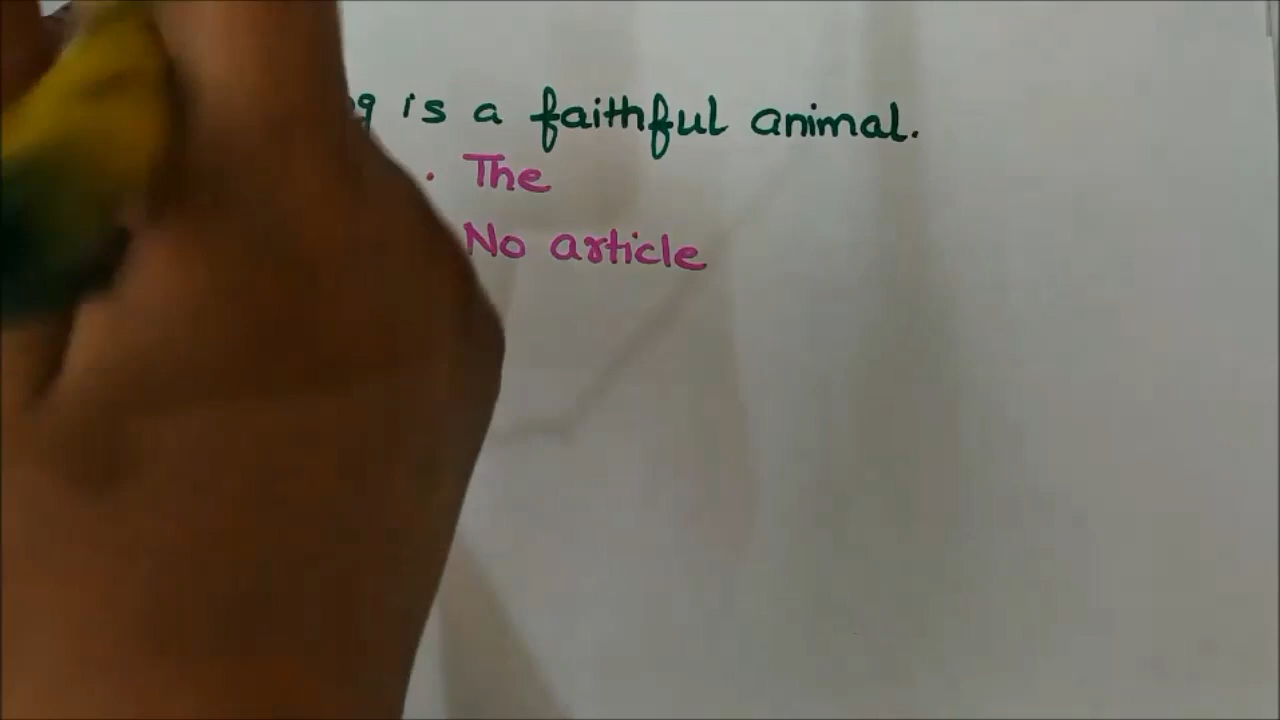 is a faithful animal.
. The
No article